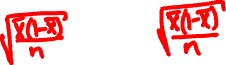 √(x̄(1-x̄)/n) √(x̄(1-x̄)/n)